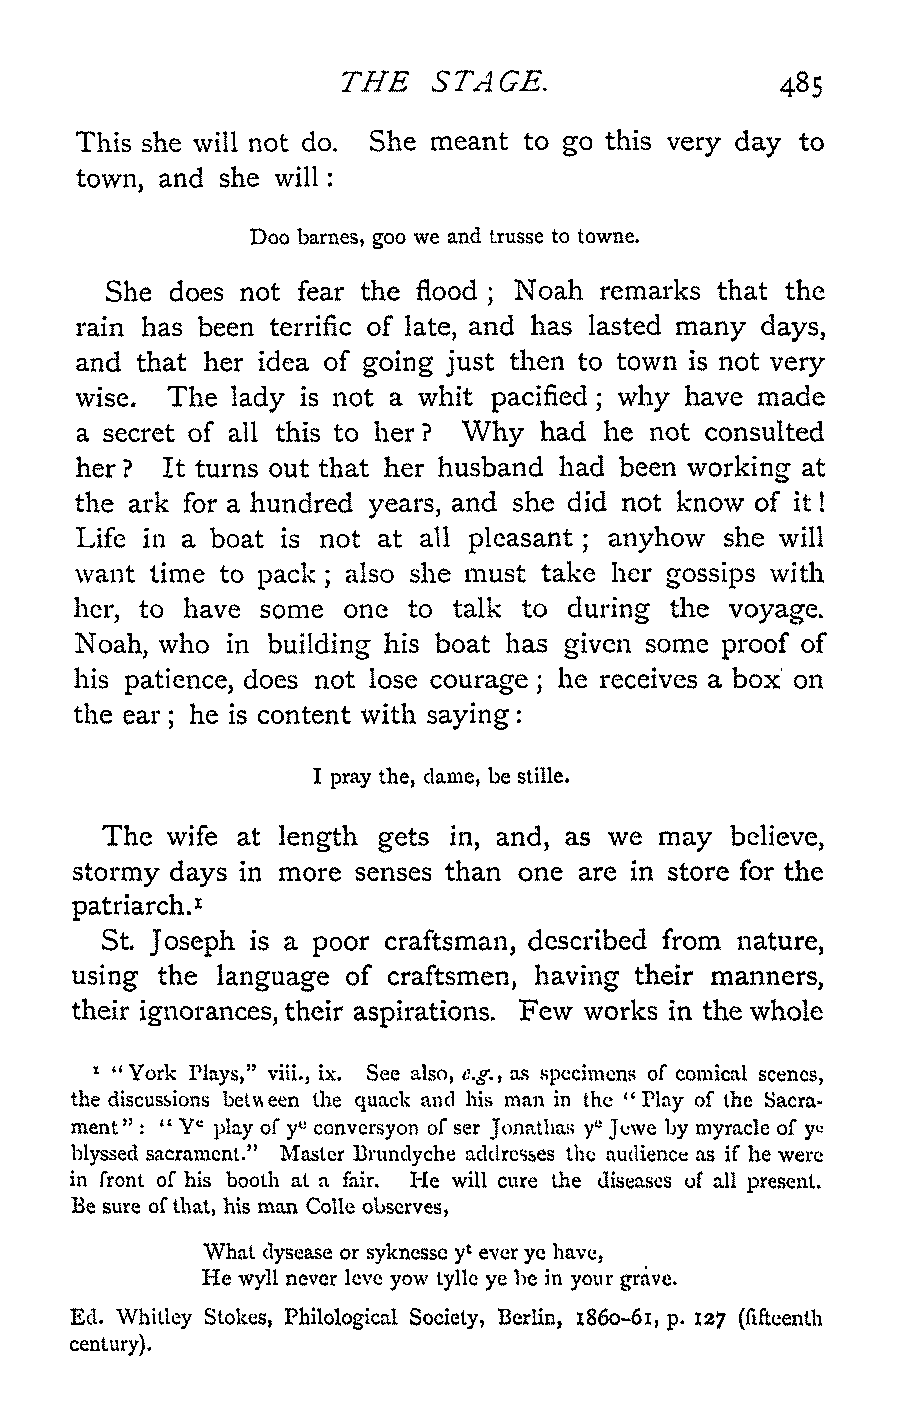 THE STAGE. 485
This she will not do. She meant to go this very day to
town, and she will :
Doo barnes, goo we and trusse to towne.
She does not fear the flood ; Noah remarks that the
rain has been terrific of late, and has lasted many days,
and that her idea of going just then to town is not very
wise. The lady is not a whit pacified ; why have made
a secret of all this to her ? Why had he not consulted
her ? It turns out that her husband had been working at
the ark for a hundred years, and she did not know of it !
Life in a boat is not at all pleasant ; anyhow she will
want time to pack ; also she must take her gossips with
her, to have some one to talk to during the voyage.
Noah, who in building his boat has given some proof of
his patience, does not lose courage ; he receives a box on
the ear ; he is content with saying :
I pray the, dame, be stille.
The wife at length gets in, and, as we may believe,
stormy days in more senses than one are in store for the
patriarch.¹
St. Joseph is a poor craftsman, described from nature,
using the language of craftsmen, having their manners,
their ignorances, their aspirations. Few works in the whole
¹ “York Plays,” viii., ix. See also, e.g., as specimens of comical scenes,
the discussions between the quack and his man in the “Play of the Sacra-
ment” : “Yᵉ play of yᵉ conversyon of ser Jonathas yᵉ Jewe by myracle of yᵉ
blyssed sacrament.” Master Brundyche addresses the audience as if he were
in front of his booth at a fair. He will cure the diseases of all present.
Be sure of that, his man Colle observes,
What dysease or syknesse yᵗ ever ye have,
He wyll never leve yow tylle ye be in your grave.
Ed. Whitley Stokes, Philological Society, Berlin, 1860–61, p. 127 (fifteenth
century).